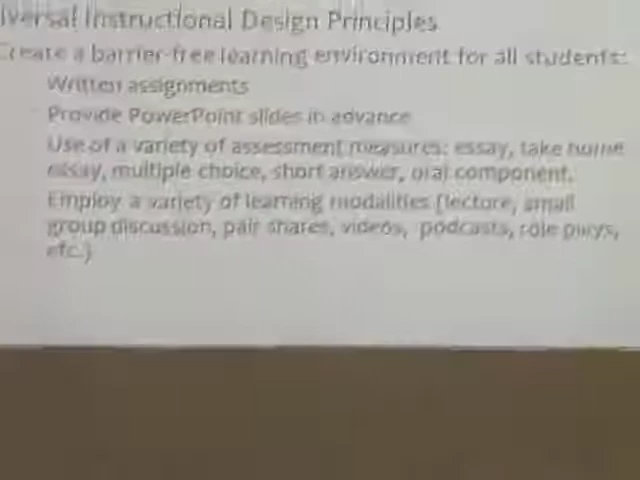 iversal Instructional Design Principles
Create a barrier-free learning environment for all students:
Written assignments
Provide PowerPoint slides in advance
Use of a variety of assessment measures: essay, take home
essay, multiple choice, short answer, oral component.
Employ a variety of learning modalities (lecture, small
group discussion, pair shares, videos, podcasts, role plays,
etc.)